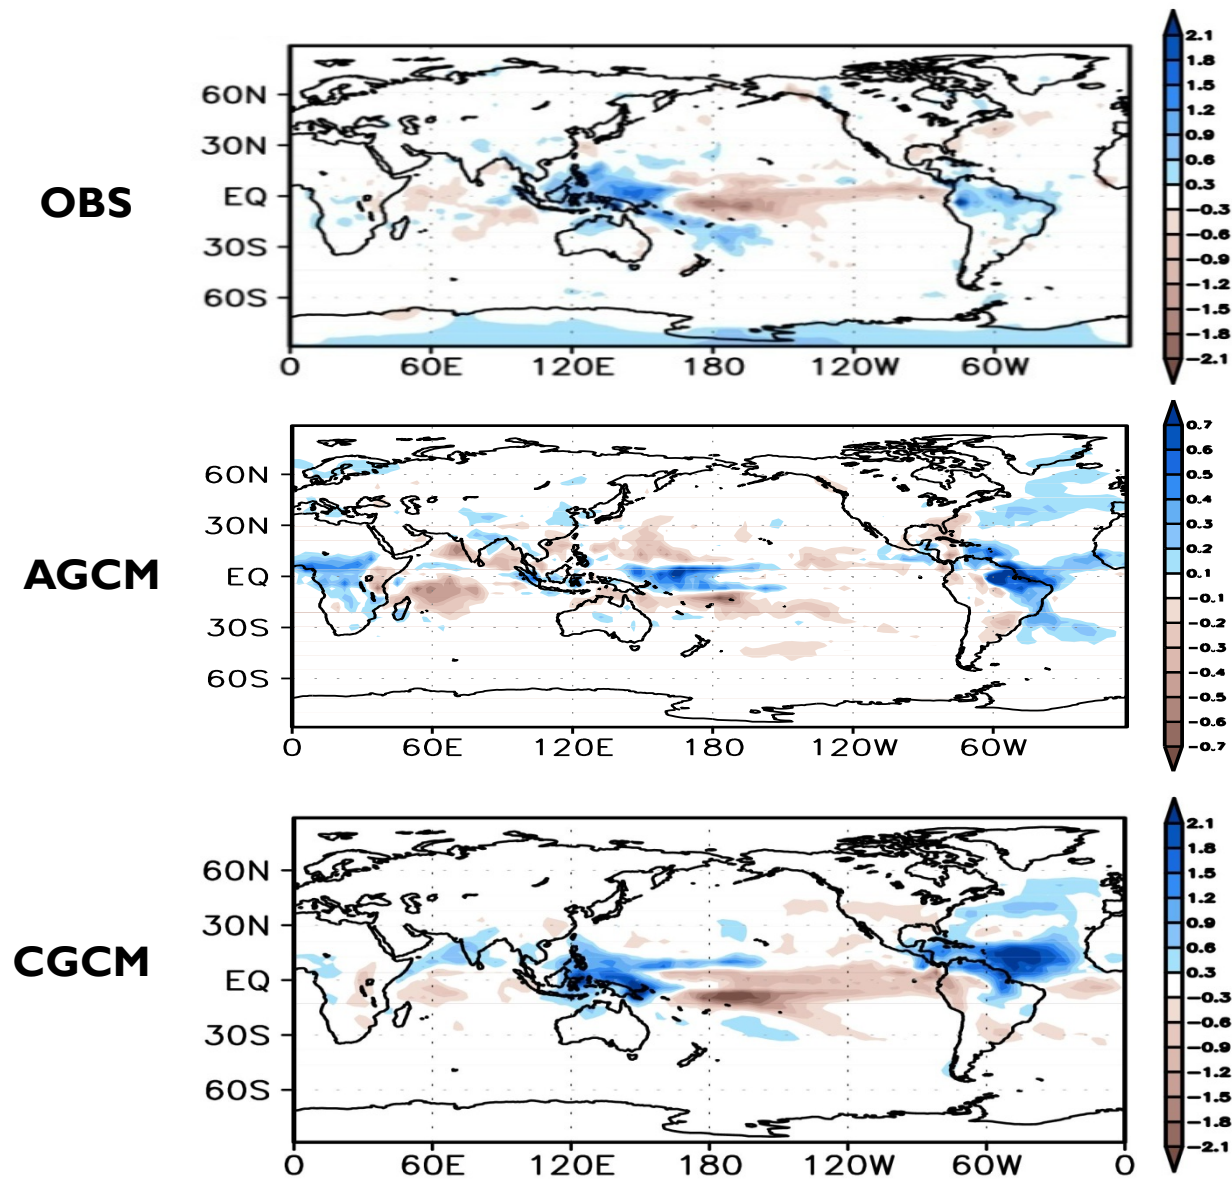 OBS
60N
30N
EQ
30S
60S
0 60E 120E 180 120W 60W
2.1
1.8
1.5
1.2
0.9
0.6
0.3
-0.3
-0.6
-0.9
-1.2
-1.5
-1.8
-2.1
AGCM
60N
30N
EQ
30S
60S
0 60E 120E 180 120W 60W
0.7
0.6
0.5
0.4
0.3
0.2
0.1
-0.1
-0.2
-0.3
-0.4
-0.5
-0.6
-0.7
CGCM
60N
30N
EQ
30S
60S
0 60E 120E 180 120W 60W 0
2.1
1.8
1.5
1.2
0.9
0.6
0.3
-0.3
-0.6
-0.9
-1.2
-1.5
-1.8
-2.1